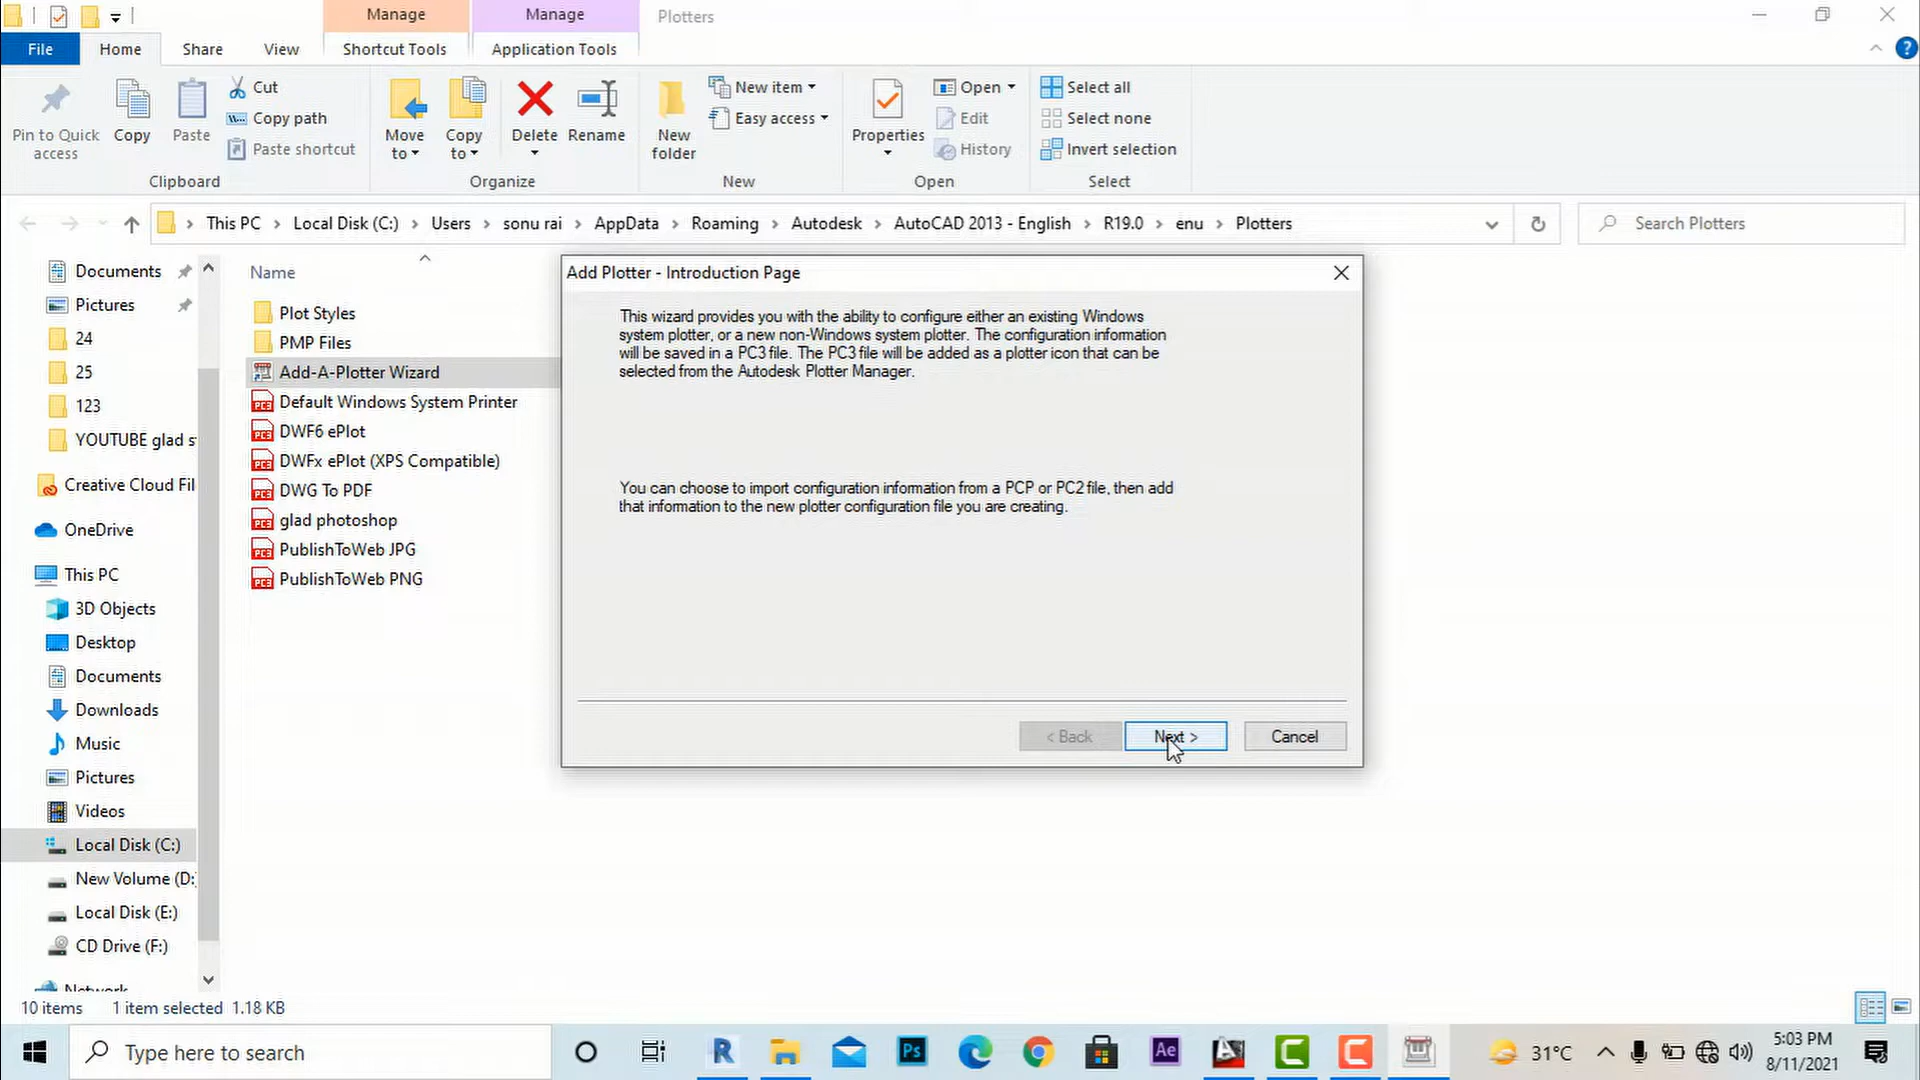 Manage
Manage
Plotters
File
Home
Share
View
Shortcut Tools
Application Tools
Pin to Quick
access
Copy
Paste
Cut
Copy path
Paste shortcut
Clipboard
Move
to
Copy
to
Delete
Rename
Organize
New
folder
New item
Easy access
New
Properties
Open
Edit
History
Open
Select all
Select none
Invert selection
Select
This PC > Local Disk (C:) > Users > sonu rai > AppData > Roaming > Autodesk > AutoCAD 2013 - English > R19.0 > enu > Plotters
Search Plotters
Documents
Pictures
24
25
123
YOUTUBE glad s
Creative Cloud Fil
OneDrive
This PC
3D Objects
Desktop
Documents
Downloads
Music
Pictures
Videos
Local Disk (C:)
New Volume (D:
Local Disk (E:)
CD Drive (F:)
Network
Name
Plot Styles
PMP Files
Add-A-Plotter Wizard
Default Windows System Printer
DWF6 ePlot
DWFx ePlot (XPS Compatible)
DWG To PDF
glad photoshop
PublishToWeb JPG
PublishToWeb PNG
Add Plotter - Introduction Page
This wizard provides you with the ability to configure either an existing Windows
system plotter, or a new non-Windows system plotter. The configuration information
will be saved in a PC3 file. The PC3 file will be added as a plotter icon that can be
selected from the Autodesk Plotter Manager.
You can choose to import configuration information from a PCP or PC2 file, then add
that information to the new plotter configuration file you are creating.
< Back
Next >
Cancel
10 items 1 item selected 1.18 KB
Type here to search
R
Ps
Ae
31°C
5:03 PM
8/11/2021